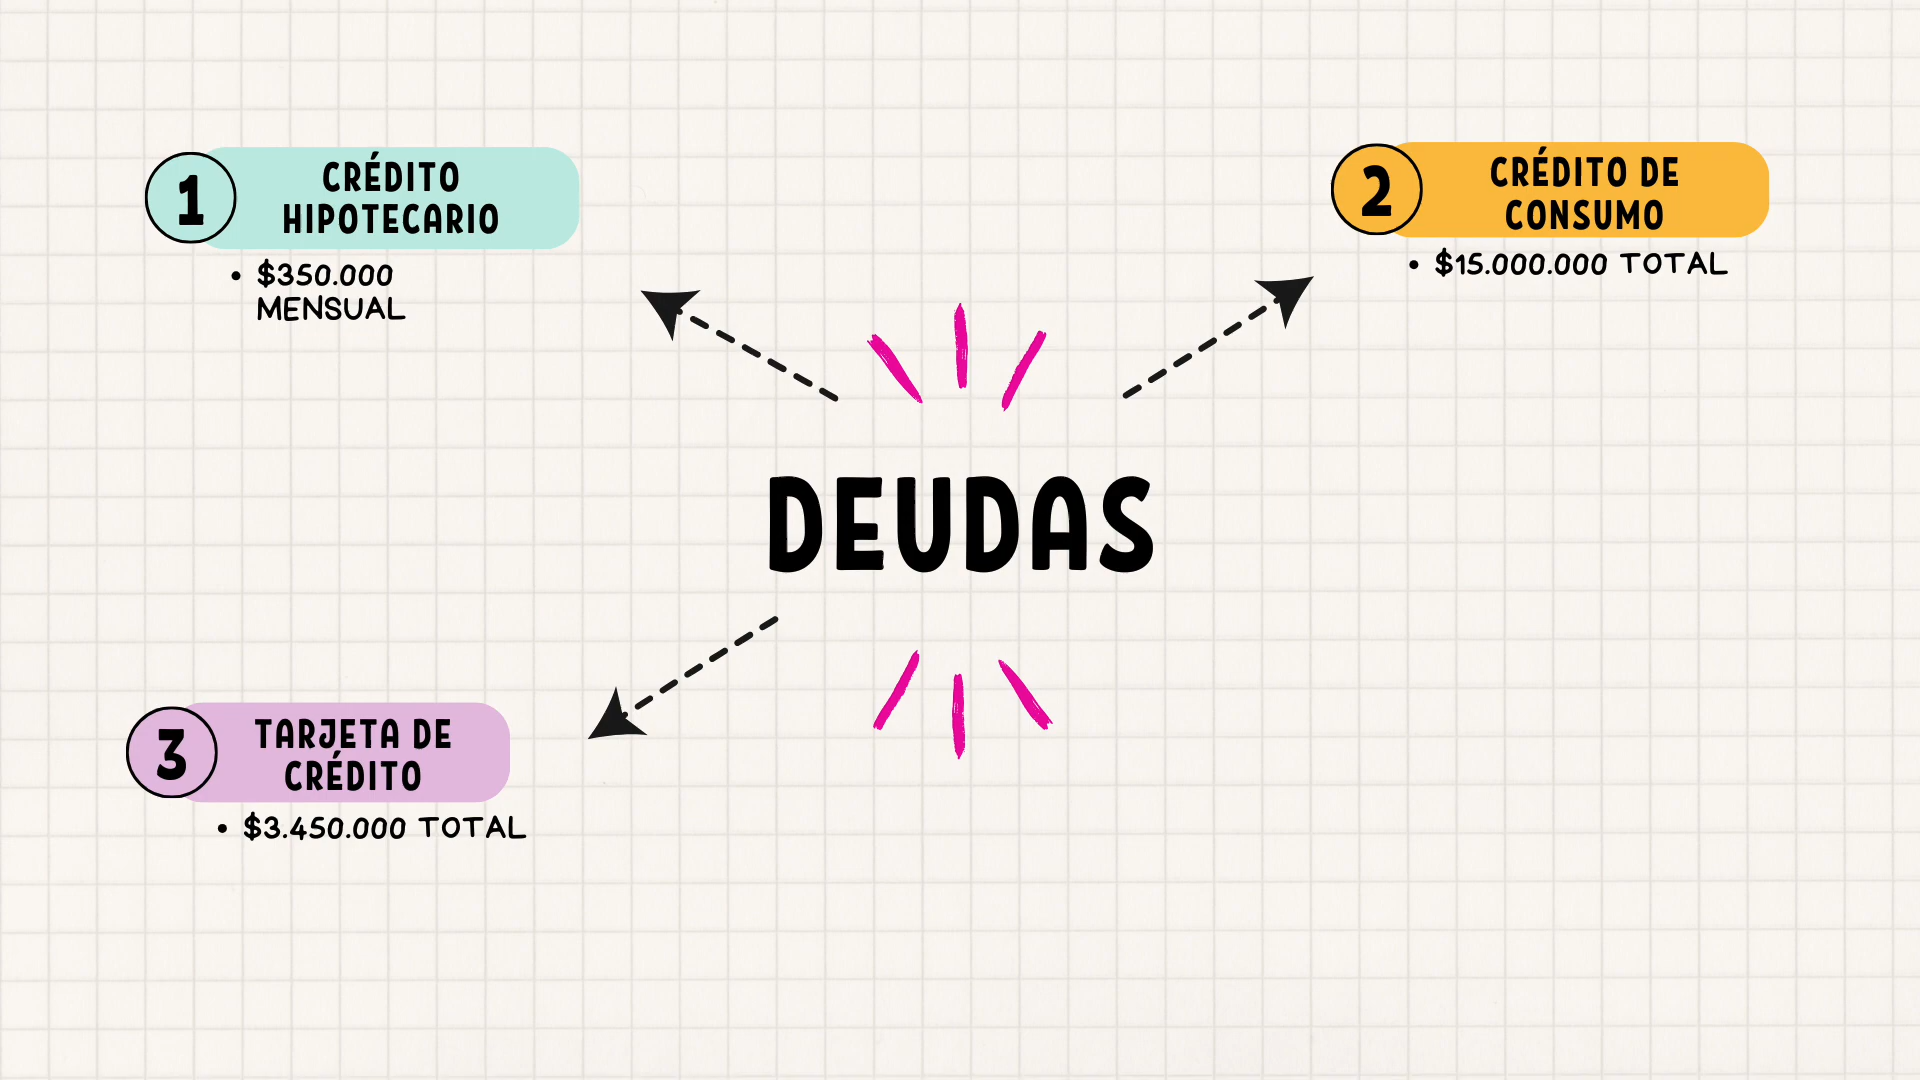 1
CRÉDITO
HIPOTECARIO
• $350.000
MENSUAL
2
CRÉDITO DE
CONSUMO
• $15.000.000 TOTAL
DEUDAS
3
TARJETA DE
CRÉDITO
• $3.450.000 TOTAL